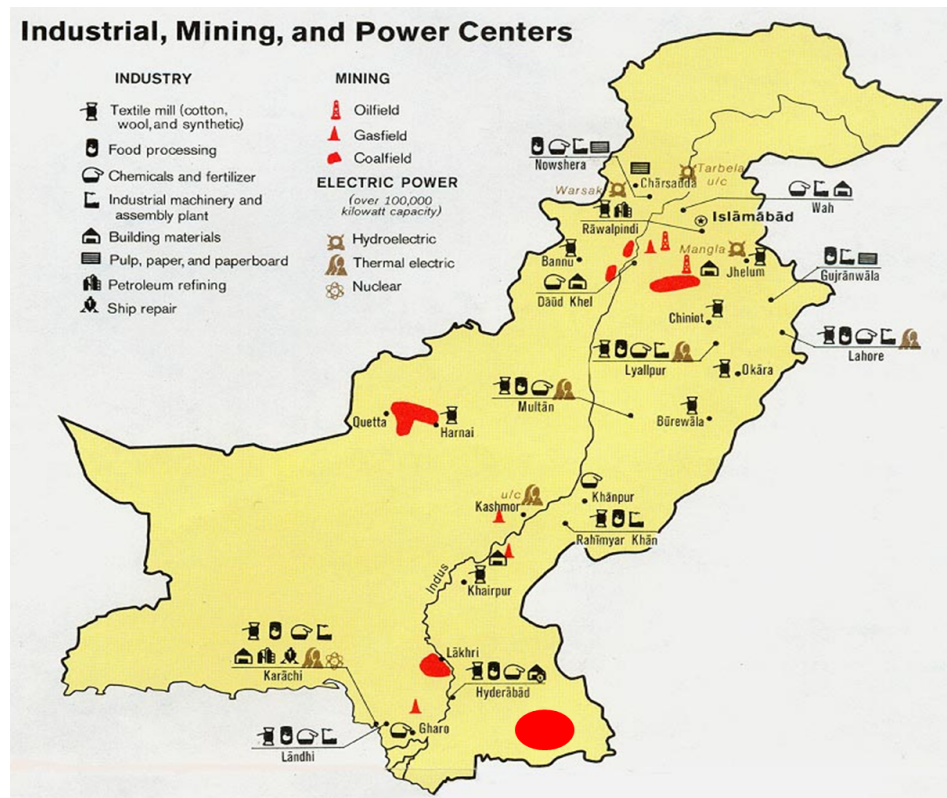 Industrial, Mining, and Power Centers
INDUSTRY
Textile mill (cotton,
wool, and synthetic)
Food processing
Chemicals and fertilizer
Industrial machinery and
assembly plant
Building materials
Pulp, paper, and paperboard
Petroleum refining
Ship repair
MINING
Oilfield
Gasfield
Coalfield
ELECTRIC POWER
(over 100,000
kilowatt capacity)
Hydroelectric
Thermal electric
Nuclear
Nowshera
Chārsadda
Tarbela
u/c
Warsak
Wah
Islāmābād
Rāwalpindi
Mangla
Bannu
Jhelum
Gujrānwāla
Dāūd Khel
Chiniot
Lahore
Lyallpur
Okāra
Multān
Būrewāla
Quetta
Harnai
u/c
Kashmor
Khānpur
Rahīmyar Khān
Indus
Khairpur
Lākhri
Karāchi
Hyderābād
Gharo
Lāndhi